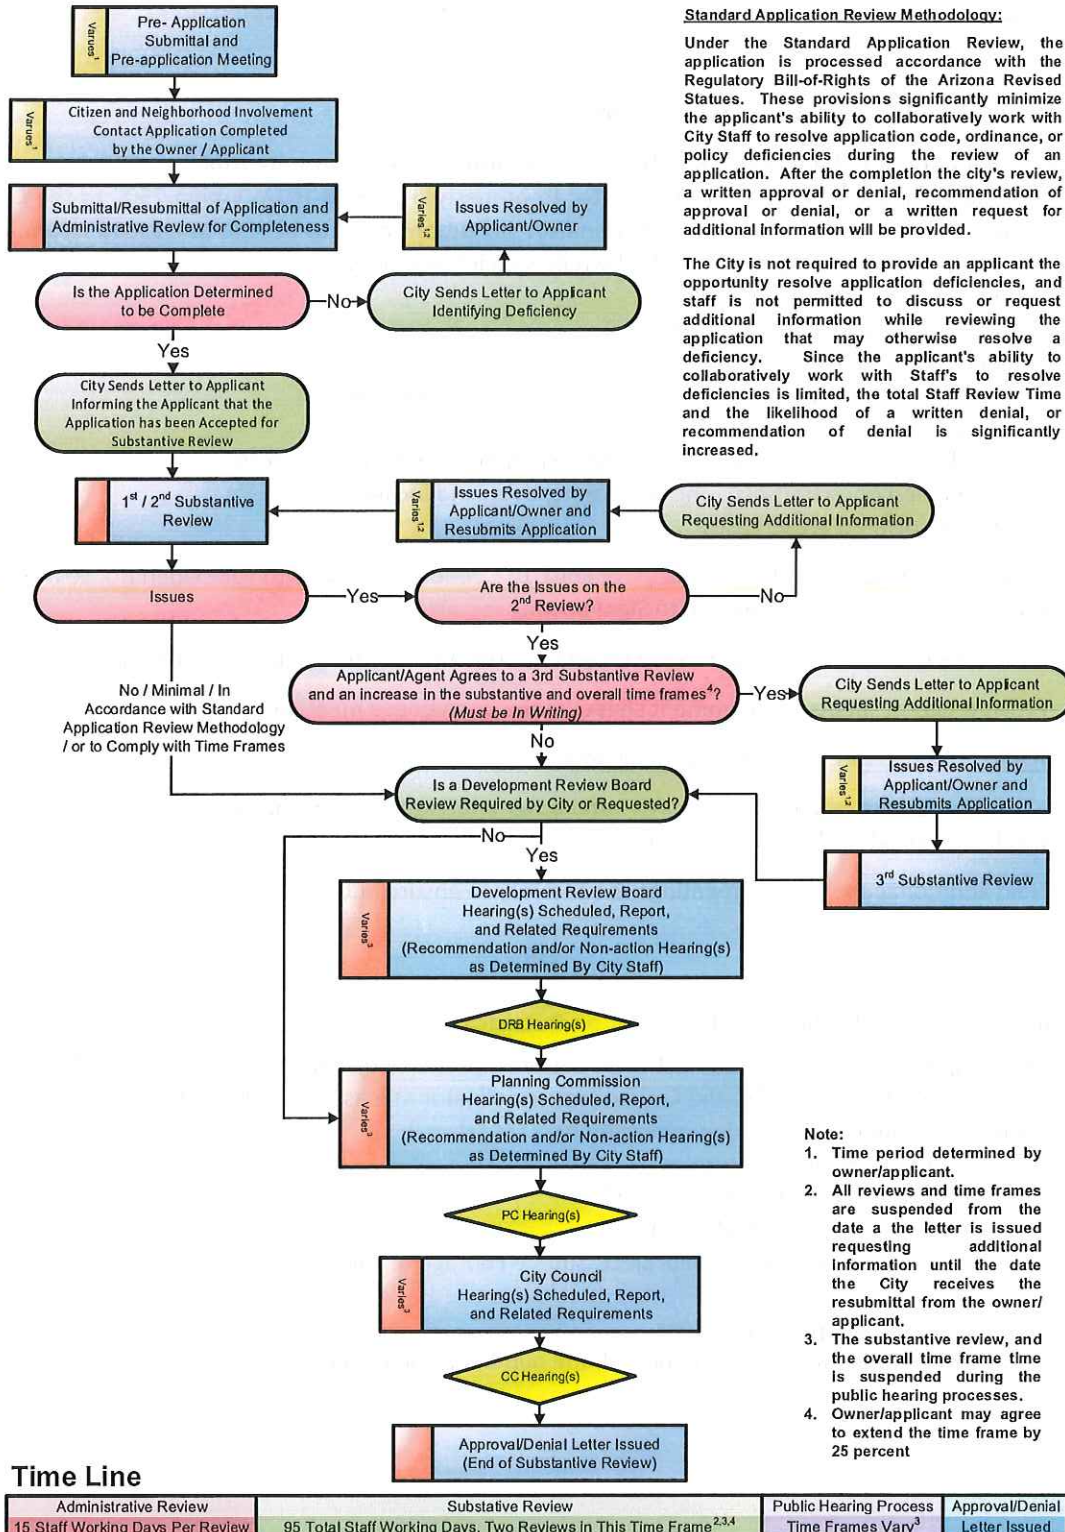 Pre- Application
Submittal and
Pre-application Meeting
Varues1
Citizen and Neighborhood Involvement
Contact Application Completed
by the Owner / Applicant
Varues1
Submittal/Resubmittal of Application and
Administrative Review for Completeness
Issues Resolved by
Applicant/Owner
Varies1,2
Is the Application Determined
to be Complete
No
City Sends Letter to Applicant
Identifying Deficiency
Yes
City Sends Letter to Applicant
Informing the Applicant that the
Application has been Accepted for
Substantive Review
1st / 2nd Substantive
Review
Varies1,2
Issues Resolved by
Applicant/Owner and
Resubmits Application
City Sends Letter to Applicant
Requesting Additional Information
Issues
Yes
Are the Issues on the
2nd Review?
No
Yes
No / Minimal / In
Accordance with Standard
Application Review Methodology
/ or to Comply with Time Frames
Applicant/Agent Agrees to a 3rd Substantive Review
and an increase in the substantive and overall time frames4?
(Must be In Writing)
Yes
City Sends Letter to Applicant
Requesting Additional Information
No
Varies1,2
Issues Resolved by
Applicant/Owner and
Resubmits Application
Is a Development Review Board
Review Required by City or Requested?
3rd Substantive Review
No
Yes
Varies3
Development Review Board
Hearing(s) Scheduled, Report,
and Related Requirements
(Recommendation and/or Non-action Hearing(s)
as Determined By City Staff)
DRB Hearing(s)
Varies3
Planning Commission
Hearing(s) Scheduled, Report,
and Related Requirements
(Recommendation and/or Non-action Hearing(s)
as Determined By City Staff)
PC Hearing(s)
Varies3
City Council
Hearing(s) Scheduled, Report,
and Related Requirements
CC Hearing(s)
Approval/Denial Letter Issued
(End of Substantive Review)
Standard Application Review Methodology:
Under the Standard Application Review, the
application is processed accordance with the
Regulatory Bill-of-Rights of the Arizona Revised
Statues. These provisions significantly minimize
the applicant's ability to collaboratively work with
City Staff to resolve application code, ordinance, or
policy deficiencies during the review of an
application. After the completion the city's review,
a written approval or denial, recommendation of
approval or denial, or a written request for
additional information will be provided.
The City is not required to provide an applicant the
opportunity resolve application deficiencies, and
staff is not permitted to discuss or request
additional information while reviewing the
application that may otherwise resolve a
deficiency. Since the applicant's ability to
collaboratively work with Staff's to resolve
deficiencies is limited, the total Staff Review Time
and the likelihood of a written denial, or
recommendation of denial is significantly
increased.
Note:
1. Time period determined by
owner/applicant.
2. All reviews and time frames
are suspended from the
date a the letter is issued
requesting additional
information until the date
the City receives the
resubmittal from the owner/
applicant.
3. The substantive review, and
the overall time frame time
is suspended during the
public hearing processes.
4. Owner/applicant may agree
to extend the time frame by
25 percent
Time Line
Administrative Review
15 Staff Working Days Per Review
Substative Review
95 Total Staff Working Days, Two Reviews in This Time Frame2,3,4
Public Hearing Process
Time Frames Vary3
Approval/Denial
Letter Issued